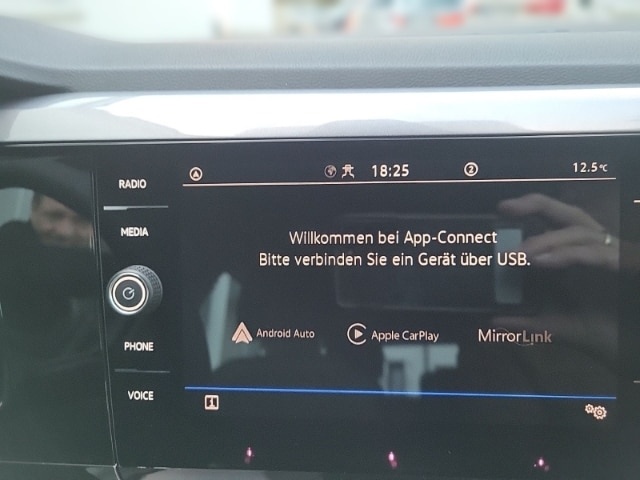 RADIO
18:25
2
12.5°C
MEDIA
Willkommen bei App-Connect
Bitte verbinden Sie ein Gerät über USB.
Android Auto
Apple CarPlay
MirrorLink
PHONE
VOICE